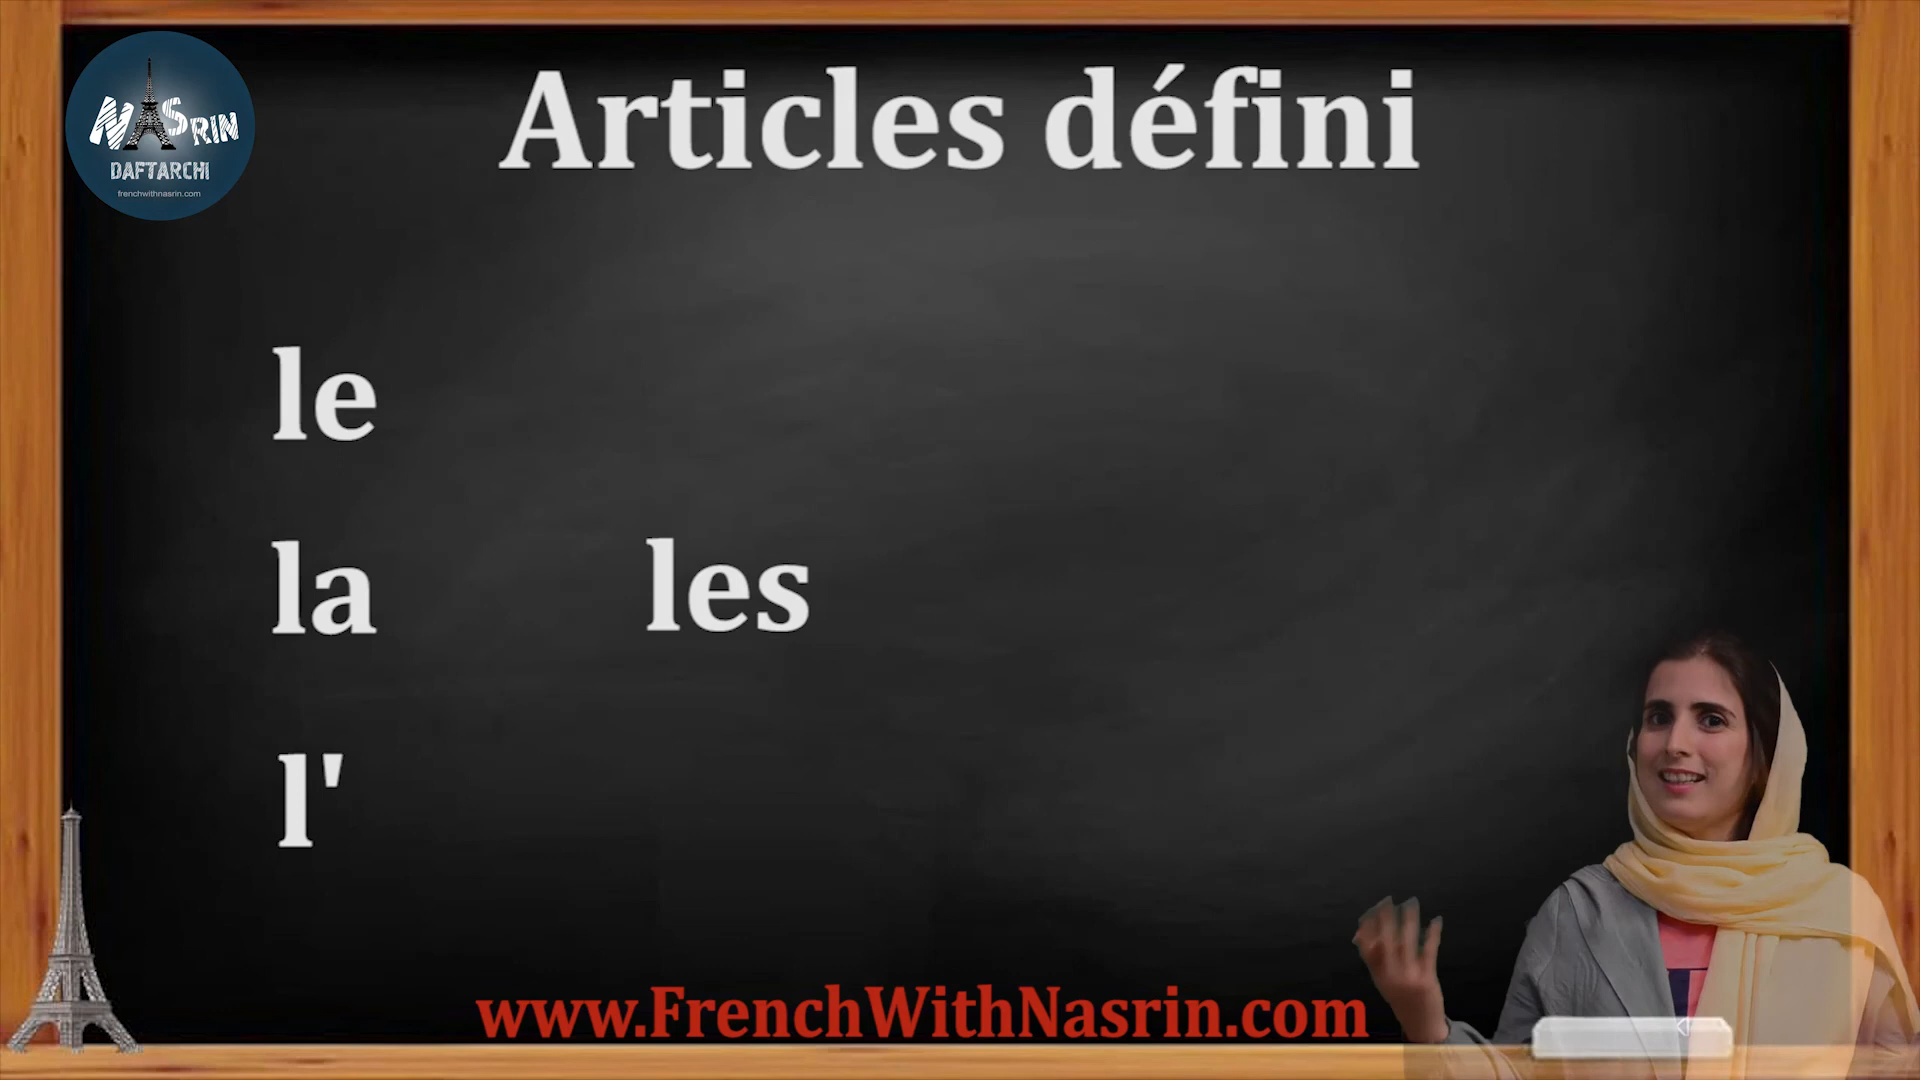 NASRIN
DAFTARCHI
frenchwithnasrin.com
Articles défini
le
la
les
l'
www.FrenchWithNasrin.com